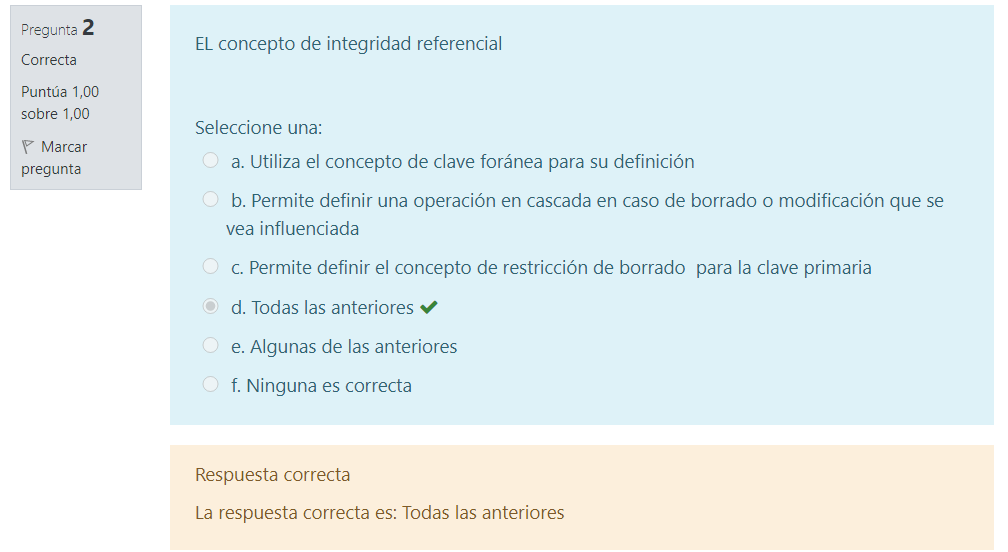 Pregunta 2
Correcta
Puntúa 1,00
sobre 1,00
Marcar
pregunta
EL concepto de integridad referencial
Seleccione una:
a. Utiliza el concepto de clave foránea para su definición
b. Permite definir una operación en cascada en caso de borrado o modificación que se
vea influenciada
c. Permite definir el concepto de restricción de borrado  para la clave primaria
d. Todas las anteriores
e. Algunas de las anteriores
f. Ninguna es correcta
Respuesta correcta
La respuesta correcta es: Todas las anteriores